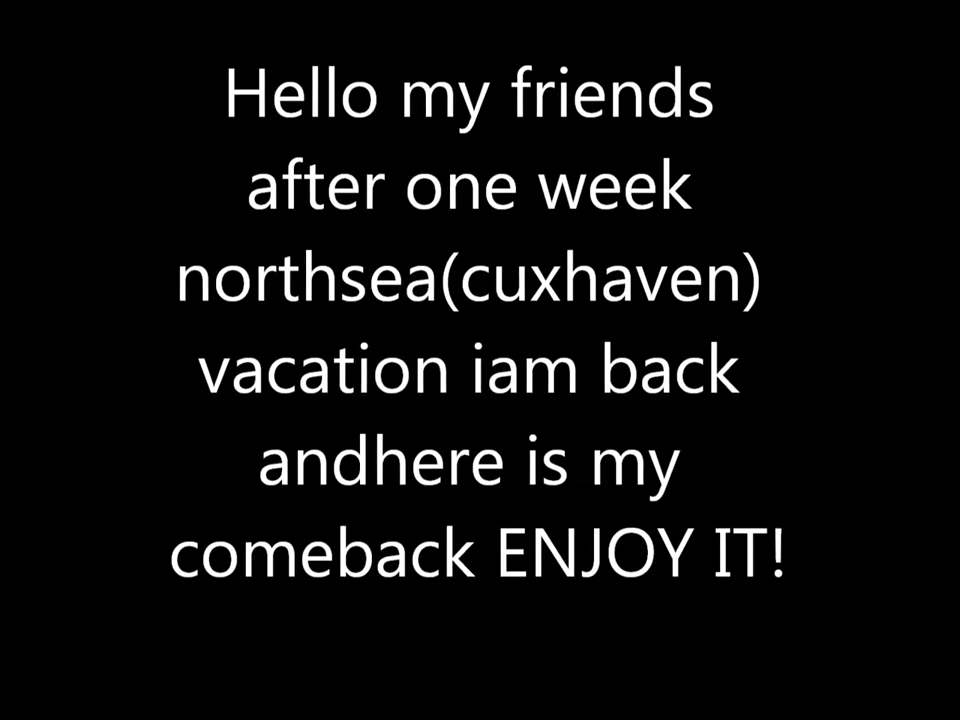 Hello my friends
after one week
northsea(cuxhaven)
vacation iam back
andhere is my
comeback ENJOY IT!